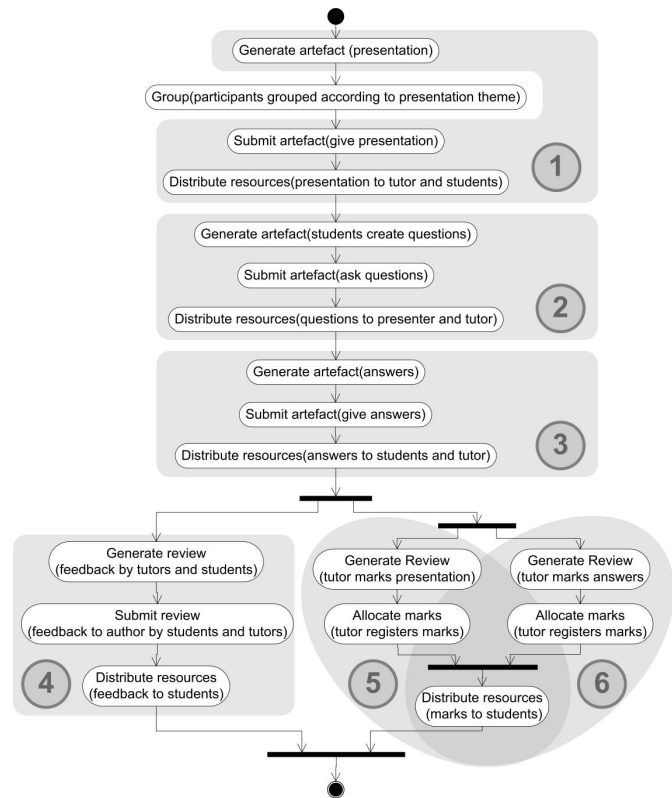 Generate artefact (presentation)
Group(participants grouped according to presentation theme)
Submit artefact(give presentation)
1
Distribute resources(presentation to tutor and students)
Generate artefact(students create questions)
Submit artefact(ask questions)
2
Distribute resources(questions to presenter and tutor)
Generate artefact(answers)
Submit artefact(give answers)
3
Distribute resources(answers to students and tutor)
Generate review
(feedback by tutors and students)
Submit review
(feedback to author by students and tutors)
4
Distribute resources
(feedback to students)
Generate Review
(tutor marks presentation)
Generate Review
(tutor marks answers
Allocate marks
(tutor registers marks)
Allocate marks
(tutor registers marks)
5
6
Distribute resources
(marks to students)